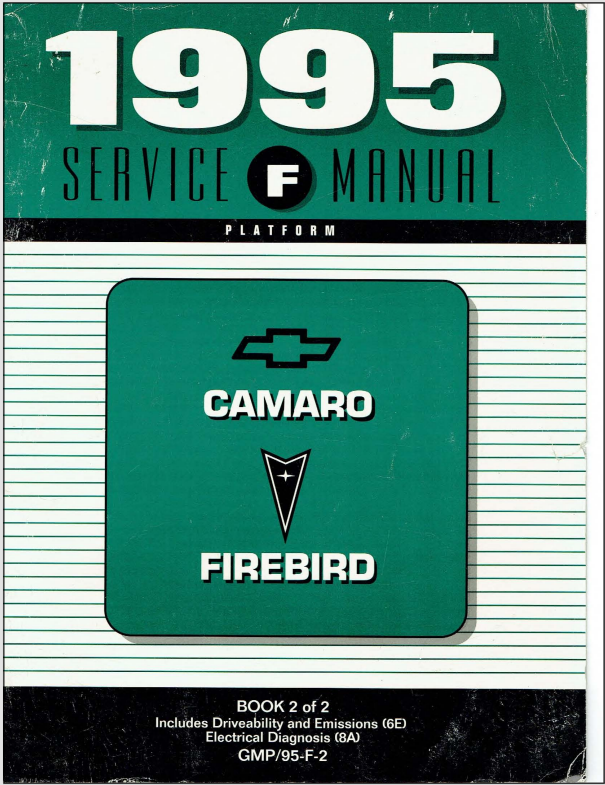 1995
SERVICE F MANUAL
PLATFORM
CAMARO
FIREBIRD
BOOK 2 of 2
Includes Driveability and Emissions (6E)
Electrical Diagnosis (8A)
GMP/95-F-2